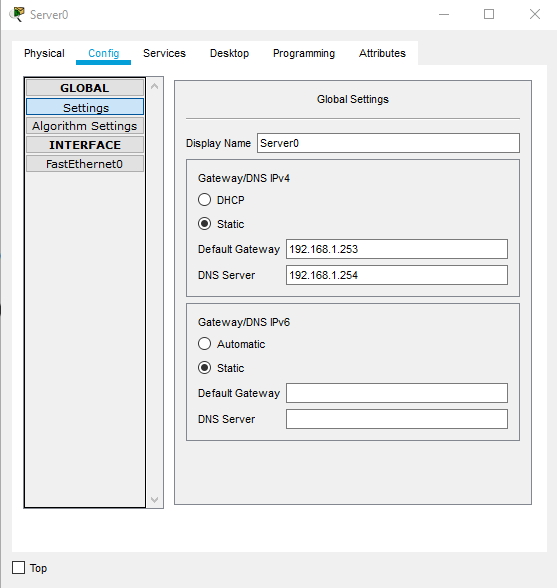 Server0
Physical Config Services Desktop Programming Attributes
GLOBAL
Settings
Algorithm Settings
INTERFACE
FastEthernet0
Global Settings
Display Name Server0
Gateway/DNS IPv4
DHCP
Static
Default Gateway 192.168.1.253
DNS Server 192.168.1.254
Gateway/DNS IPv6
Automatic
Static
Default Gateway
DNS Server
Top